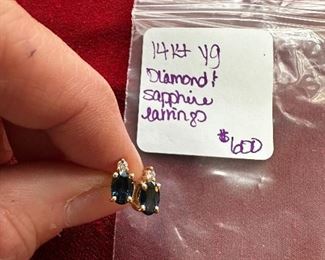 14kt yg
Diamond &
sapphire
earrings
$600